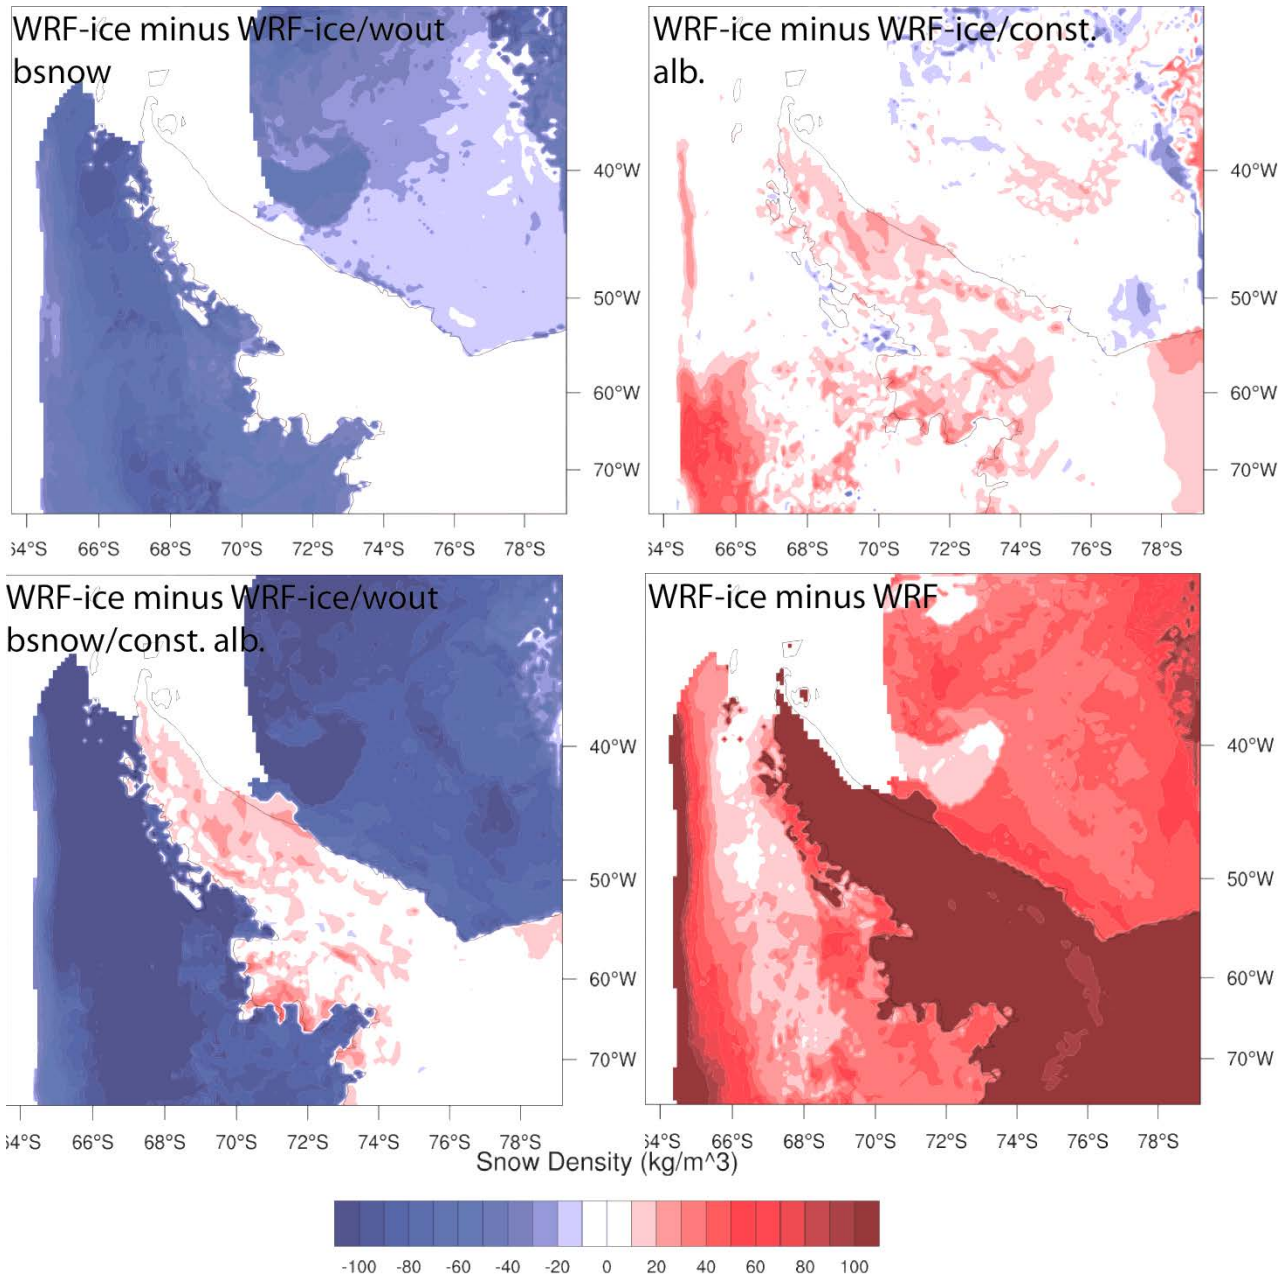 WRF-ice minus WRF-ice/wout
bsnow
40°W
50°W
60°W
70°W
54°S 66°S 68°S 70°S 72°S 74°S 76°S 78°S
WRF-ice minus WRF-ice/const.
alb.
40°W
50°W
60°W
70°W
54°S 66°S 68°S 70°S 72°S 74°S 76°S 78°S
WRF-ice minus WRF-ice/wout
bsnow/const. alb.
40°W
50°W
60°W
70°W
54°S 66°S 68°S 70°S 72°S 74°S 76°S 78°S
WRF-ice minus WRF
40°W
50°W
60°W
70°W
54°S 66°S 68°S 70°S 72°S 74°S 76°S 78°S
Snow Density (kg/m^3)
-100 -80 -60 -40 -20 0 20 40 60 80 100